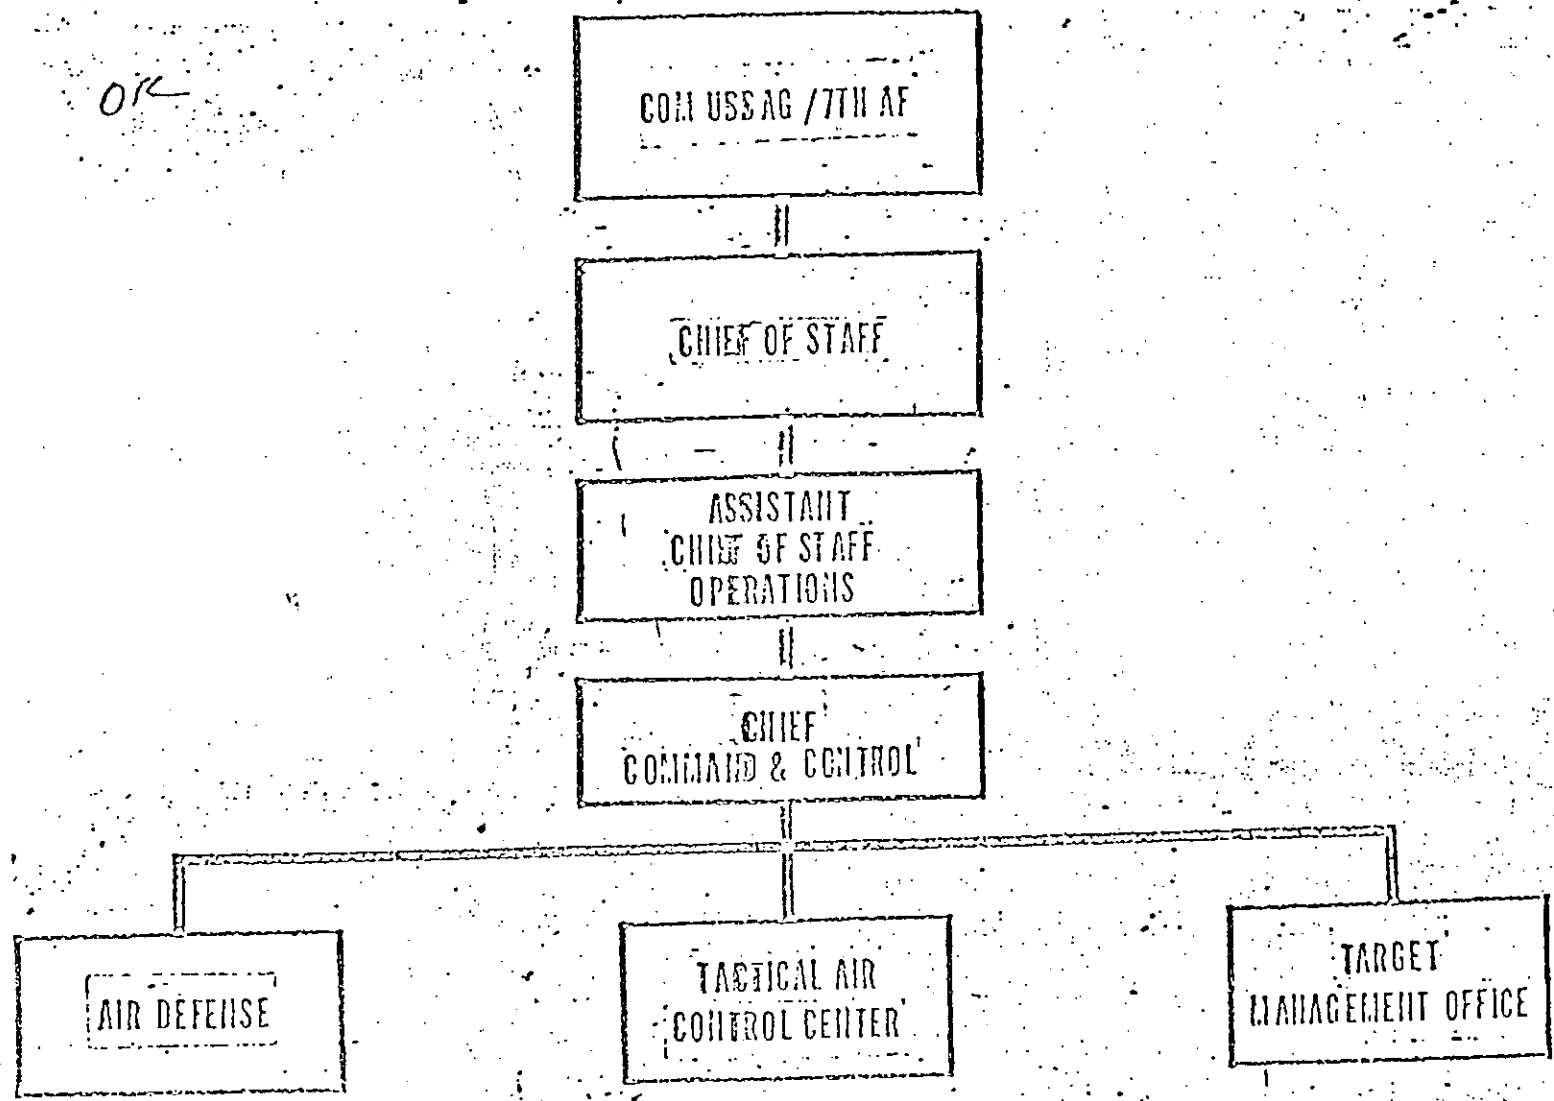 OK
COM USSAG / 7TH AF
CHIEF OF STAFF
ASSISTANT
CHIEF OF STAFF
OPERATIONS
CHIEF
COMMAND & CONTROL
AIR DEFENSE
TACTICAL AIR
CONTROL CENTER
TARGET
MANAGEMENT OFFICE